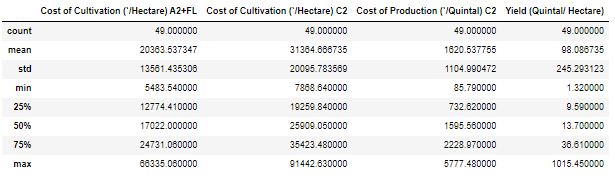 Cost of Cultivation (`/Hectare) A2+FL Cost of Cultivation (`/Hectare) C2 Cost of Production (`/Quintal) C2 Yield (Quintal/ Hectare)
count 49.000000 49.000000 49.000000 49.000000
mean 20363.537347 31364.666735 1620.537755 98.086735
std 13561.435306 20095.783569 1104.990472 245.293123
min 5483.540000 7868.640000 85.790000 1.320000
25% 12774.410000 19259.840000 732.620000 9.590000
50% 17022.000000 25909.050000 1595.560000 13.700000
75% 24731.060000 35423.480000 2228.970000 36.610000
max 66335.060000 91442.630000 5777.480000 1015.450000